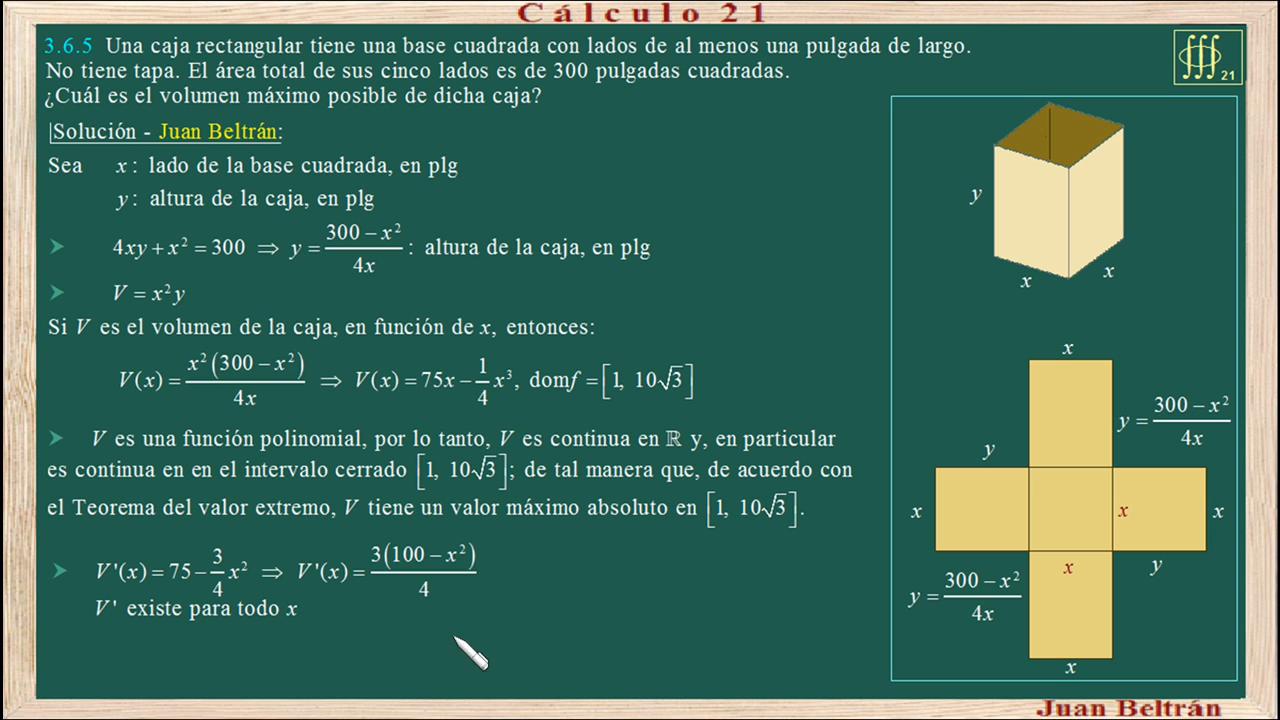 Cálculo 21
3.6.5 Una caja rectangular tiene una base cuadrada con lados de al menos una pulgada de largo.
No tiene tapa. El área total de sus cinco lados es de 300 pulgadas cuadradas.
¿Cuál es el volumen máximo posible de dicha caja?
∯∫ 21
Solución - Juan Beltrán:
Sea x: lado de la base cuadrada, en plg
y: altura de la caja, en plg
➤ 4xy + x² = 300 ⇒ y = (300 − x²)/(4x) : altura de la caja, en plg
➤ V = x²y
Si V es el volumen de la caja, en función de x, entonces:
V(x) = x²(300 − x²)/(4x) ⇒ V(x) = 75x − (1/4)x³, domf = [1, 10√3]
➤ V es una función polinomial, por lo tanto, V es continua en ℝ y, en particular
es continua en en el intervalo cerrado [1, 10√3]; de tal manera que, de acuerdo con
el Teorema del valor extremo, V tiene un valor máximo absoluto en [1, 10√3].
➤ V'(x) = 75 − (3/4)x² ⇒ V'(x) = 3(100 − x²)/4
V' existe para todo x
y
x
x
x
y = (300 − x²)/(4x)
y
x
x
x
x
y
y = (300 − x²)/(4x)
x
Juan Beltrán